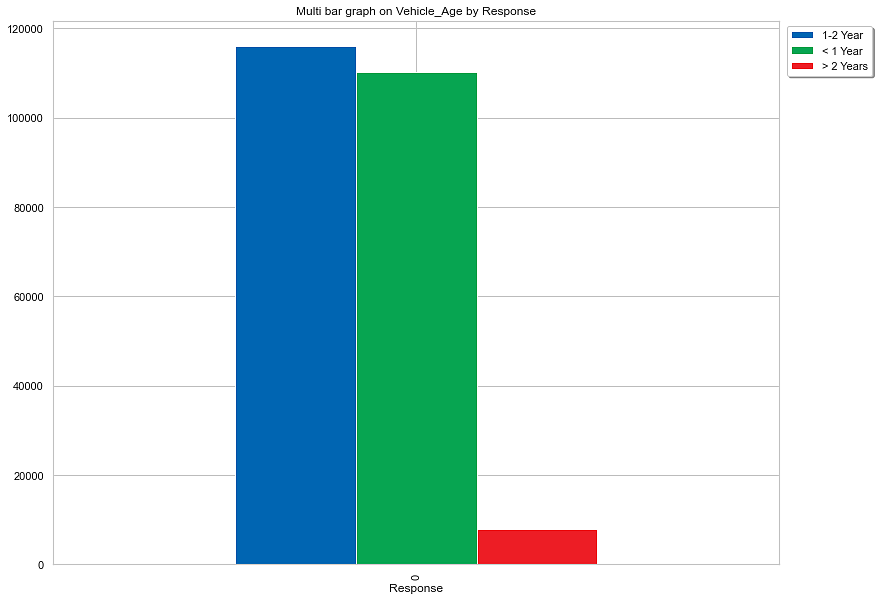 Multi bar graph on Vehicle_Age by Response
120000
100000
80000
60000
40000
20000
0
0
Response
1-2 Year
< 1 Year
> 2 Years